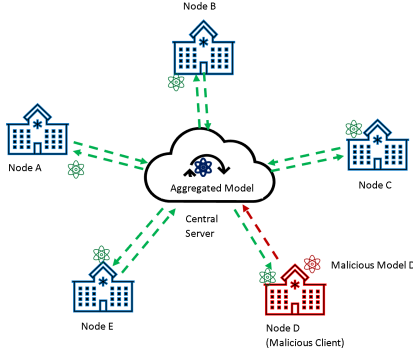 Node B
Node A
Aggregated Model
Node C
Central
Server
Malicious Model D
Node E
Node D
(Malicious Client)